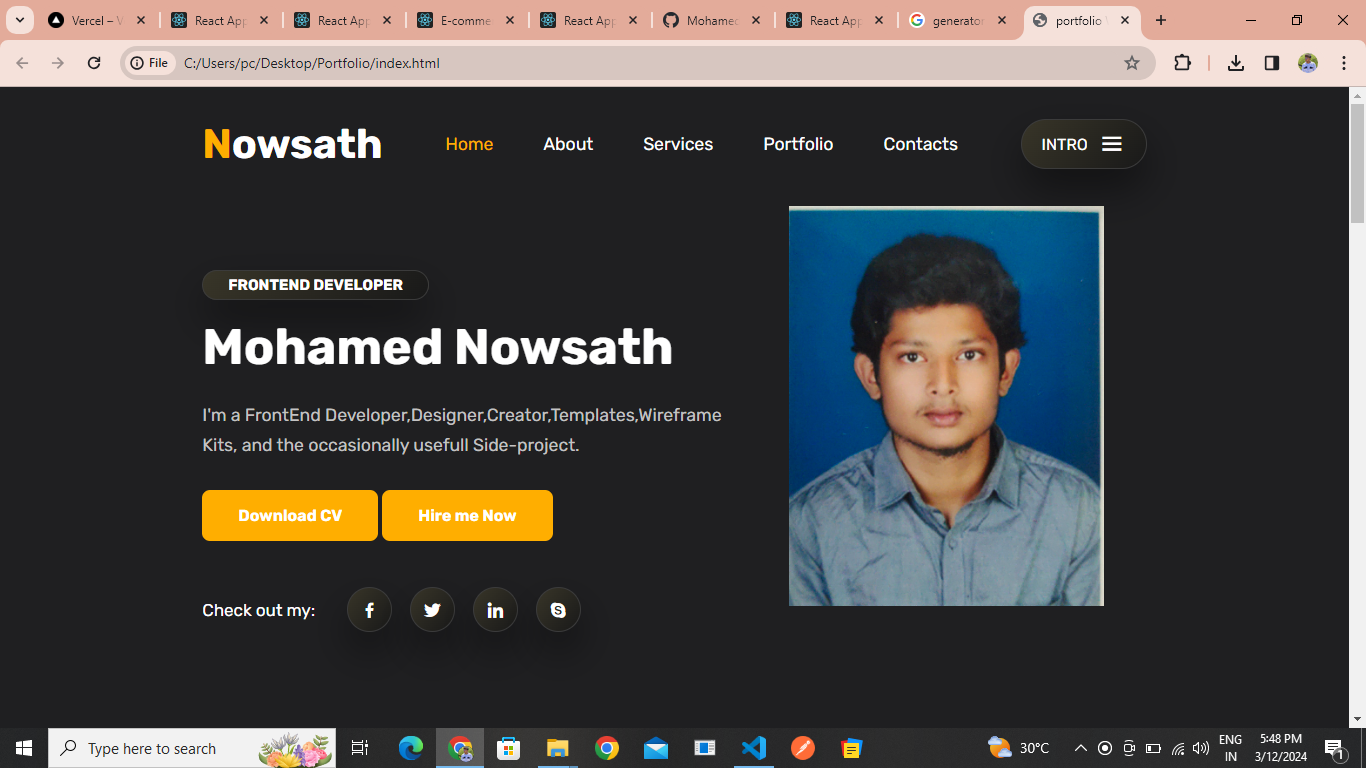 Vercel – V
React App
React App
E-comme
React App
Mohamed
React App
generator
portfolio
File
C:/Users/pc/Desktop/Portfolio/index.html
Nowsath
Home
About
Services
Portfolio
Contacts
INTRO
FRONTEND DEVELOPER
Mohamed Nowsath
I'm a FrontEnd Developer,Designer,Creator,Templates,Wireframe
Kits, and the occasionally usefull Side-project.
Download CV
Hire me Now
Check out my:
Type here to search
30°C
ENG
IN
5:48 PM
3/12/2024
1